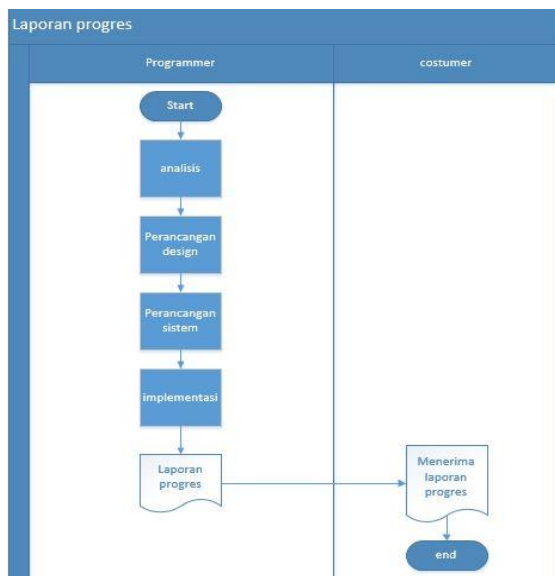 Laporan progres
Programmer
costumer
Start
analisis
Perancangan
design
Perancangan
sistem
implementasi
Laporan
progres
Menerima
laporan
progres
end